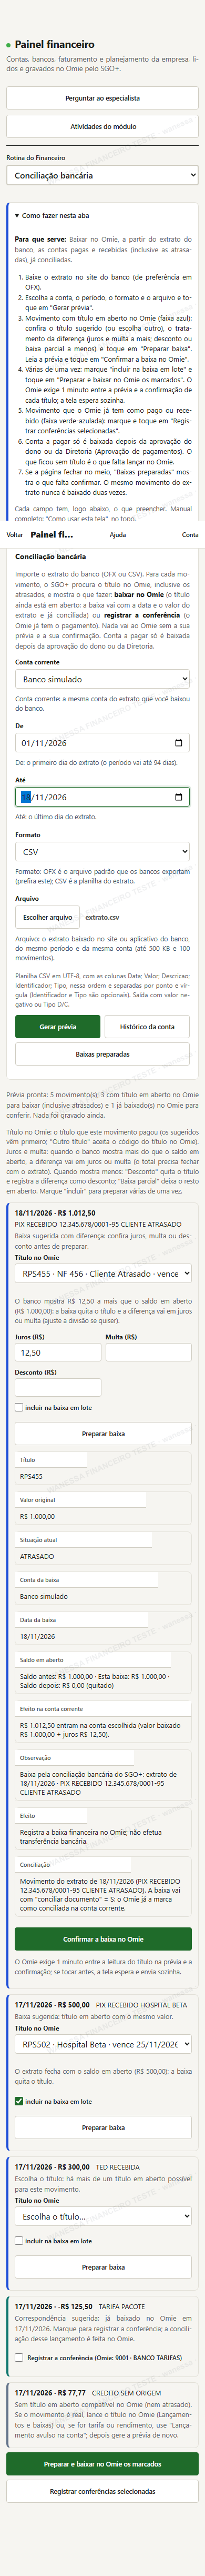 Painel financeiro
Contas, bancos, faturamento e planejamento da empresa, li-
dos e gravados no Omie pelo SGO+.
Perguntar ao especialista
Atividades do módulo
Rotina do Financeiro
Conciliação bancária
▼ Como fazer nesta aba
Para que serve: Baixar no Omie, a partir do extrato do
banco, as contas pagas e recebidas (inclusive as atrasa-
das), já conciliadas.
1. Baixe o extrato no site do banco (de preferência em
OFX).
2. Escolha a conta, o período, o formato e o arquivo e to-
que em "Gerar prévia".
3. Movimento com título em aberto no Omie (faixa azul):
confira o título sugerido (ou escolha outro), o trata-
mento da diferença (juros e multa a mais; desconto ou
baixa parcial a menos) e toque em "Preparar baixa".
Leia a prévia e toque em "Confirmar a baixa no Omie".
4. Várias de uma vez: marque "incluir na baixa em lote" e
toque em "Preparar e baixar no Omie os marcados". O
Omie exige 1 minuto entre a prévia e a confirmação de
cada título; a tela espera sozinha.
5. Movimento que o Omie já tem como pago ou rece-
bido (faixa verde-azulada): marque e toque em "Regis-
trar conferências selecionadas".
6. Conta a pagar só é baixada depois da aprovação do
dono ou da Diretoria (Aprovação de pagamentos). O
que ficou sem título é o que falta lançar no Omie.
7. Se a página fechar no meio, "Baixas preparadas" mos-
tra o que falta confirmar. O mesmo movimento do ex-
trato nunca é baixado duas vezes.
Cada campo tem, logo abaixo, o que preencher. Manual
completo: "Como usar esta tela", no topo.
Voltar Painel fi... Ajuda Conta
Conciliação bancária
Importe o extrato do banco (OFX ou CSV). Para cada mo-
vimento, o SGO+ procura o título no Omie, inclusive os
atrasados, e mostra o que fazer: baixar no Omie (o título
ainda está em aberto: a baixa vai com a data e o valor do
extrato e já conciliada) ou registrar a conferência (o
Omie já tem o pagamento). Nada vai ao Omie sem a sua
prévia e a sua confirmação. Conta a pagar só é baixada
depois da aprovação do dono ou da Diretoria.
Conta corrente
Banco simulado
Conta corrente: a mesma conta do extrato que você baixou
do banco.
De
01/11/2026
De: o primeiro dia do extrato (o período vai até 94 dias).
Até
18/11/2026
Até: o último dia do extrato.
Formato
CSV
Formato: OFX é o arquivo padrão que os bancos exportam
(prefira este); CSV é a planilha do extrato.
Arquivo
Escolher arquivo extrato.csv
Arquivo: o extrato baixado no site ou aplicativo do banco,
do mesmo período e da mesma conta (até 500 KB e 100
movimentos).
Planilha CSV em UTF-8, com as colunas Data; Valor; Descricao;
Identificador; Tipo, nessa ordem e separadas por ponto e vír-
gula (Identificador e Tipo são opcionais). Saída com valor ne-
gativo ou Tipo D/C.
Gerar prévia
Histórico da conta
Baixas preparadas
Prévia pronta: 5 movimento(s); 3 com título em aberto no Omie
para baixar (inclusive atrasados) e 1 já baixado(s) no Omie para
conferir. Nada foi gravado ainda.
Título no Omie: o título que este movimento pagou (os sugeridos
vêm primeiro; "Outro título" aceita o código do título no Omie).
Juros e multa: quando o banco mostra mais do que o saldo em
aberto, a diferença vai em juros ou multa (o total precisa fechar
com o extrato). Quando mostra menos: "Desconto" quita o título
e registra a diferença como desconto; "Baixa parcial" deixa o resto
em aberto. Marque "incluir" para preparar várias de uma vez.
18/11/2026 · R$ 1.012,50
PIX RECEBIDO 12.345.678/0001-95 CLIENTE ATRASADO
Baixa sugerida com diferença: confira juros, multa ou des-
conto antes de preparar.
Título no Omie
RPS455 · NF 456 · Cliente Atrasado · vence
O banco mostra R$ 12,50 a mais que o saldo em aberto
(R$ 1.000,00): a baixa quita o título e a diferença vai em juros
ou multa (ajuste a divisão se quiser).
Juros (R$) Multa (R$)
12,50
Desconto (R$)
incluir na baixa em lote
Preparar baixa
Título
RPS455
Valor original
R$ 1.000,00
Situação atual
ATRASADO
Conta da baixa
Banco simulado
Data da baixa
18/11/2026
Saldo em aberto
Saldo antes: R$ 1.000,00 · Esta baixa: R$ 1.000,00 ·
Saldo depois: R$ 0,00 (quitado)
Efeito na conta corrente
R$ 1.012,50 entram na conta escolhida (valor baixado
R$ 1.000,00 + juros R$ 12,50).
Observação
Baixa pela conciliação bancária do SGO+: extrato de
18/11/2026 · PIX RECEBIDO 12.345.678/0001-95
CLIENTE ATRASADO
Efeito
Registra a baixa financeira no Omie; não efetua
transferência bancária.
Conciliação
Movimento do extrato de 18/11/2026 (PIX RECEBIDO
12.345.678/0001-95 CLIENTE ATRASADO). A baixa vai
com "conciliar documento" = S: o Omie já a marca
como conciliada na conta corrente.
Confirmar a baixa no Omie
O Omie exige 1 minuto entre a leitura do título na prévia e a
confirmação; se tocar antes, a tela espera e envia sozinha.
17/11/2026 · R$ 500,00 PIX RECEBIDO HOSPITAL BETA
Baixa sugerida: título em aberto com o mesmo valor.
Título no Omie
RPS502 · Hospital Beta · vence 25/11/2026
O extrato fecha com o saldo em aberto (R$ 500,00): a baixa
quita o título.
incluir na baixa em lote
Preparar baixa
17/11/2026 · R$ 300,00 TED RECEBIDA
Escolha o título: há mais de um título em aberto possível
para este movimento.
Título no Omie
Escolha o título...
incluir na baixa em lote
Preparar baixa
17/11/2026 · -R$ 125,50 TARIFA PACOTE
Correspondência sugerida: já baixado no Omie em
17/11/2026. Marque para registrar a conferência; a concili-
ação desse lançamento é feita no Omie.
Registrar a conferência (Omie: 9001 · BANCO TARIFAS)
17/11/2026 · R$ 77,77 CREDITO SEM ORIGEM
Sem título em aberto compatível no Omie (nem atrasado).
Se o movimento é real, lance o título no Omie (Lançamen-
tos e baixas) ou, se for tarifa ou rendimento, use "Lança-
mento avulso na conta"; depois gere a prévia de novo.
Preparar e baixar no Omie os marcados
Registrar conferências selecionadas